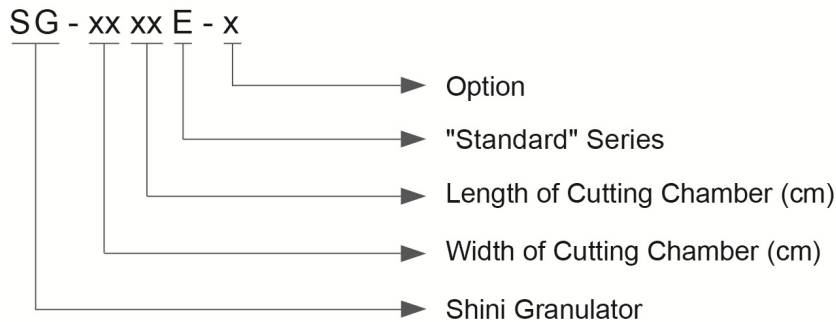 SG - xx xx E - x
Option
"Standard" Series
Length of Cutting Chamber (cm)
Width of Cutting Chamber (cm)
Shini Granulator